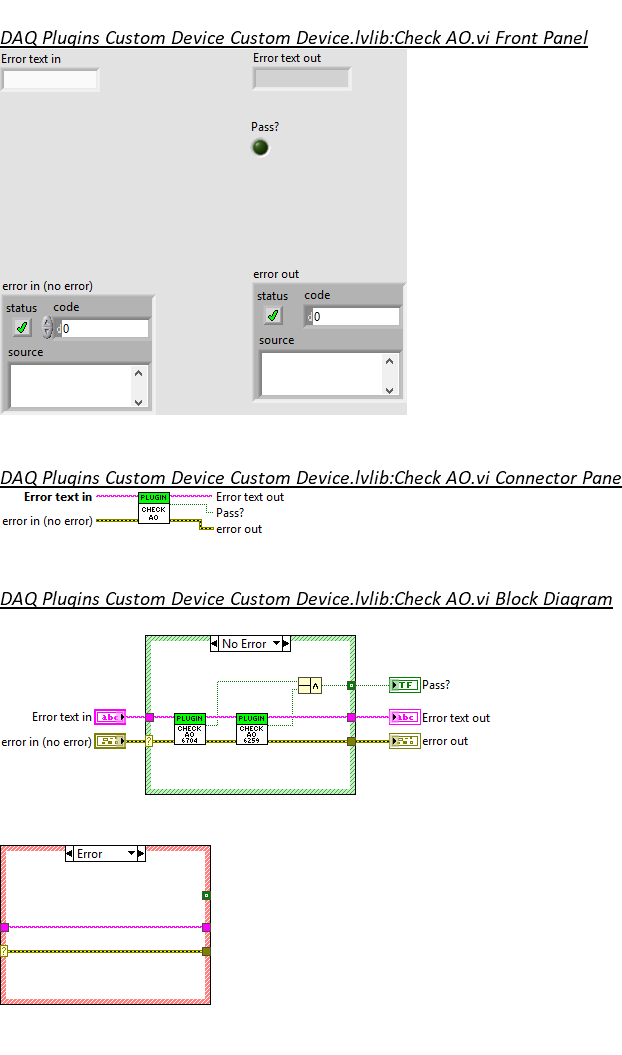 DAQ Plugins Custom Device Custom Device.lvlib:Check AO.vi Front Panel
Error text in
Error text out
Pass?
error in (no error)
error out
status code
0
source
status code
0
source
DAQ Plugins Custom Device Custom Device.lvlib:Check AO.vi Connector Pane
Error text in
PLUGIN
CHECK
AO
Error text out
Pass?
error in (no error)
error out
DAQ Plugins Custom Device Custom Device.lvlib:Check AO.vi Block Diagram
No Error
TF Pass?
Error text in abc
PLUGIN
CHECK
AO
6704
PLUGIN
CHECK
AO
6259
abc Error text out
error in (no error)
?
error out
Error
?